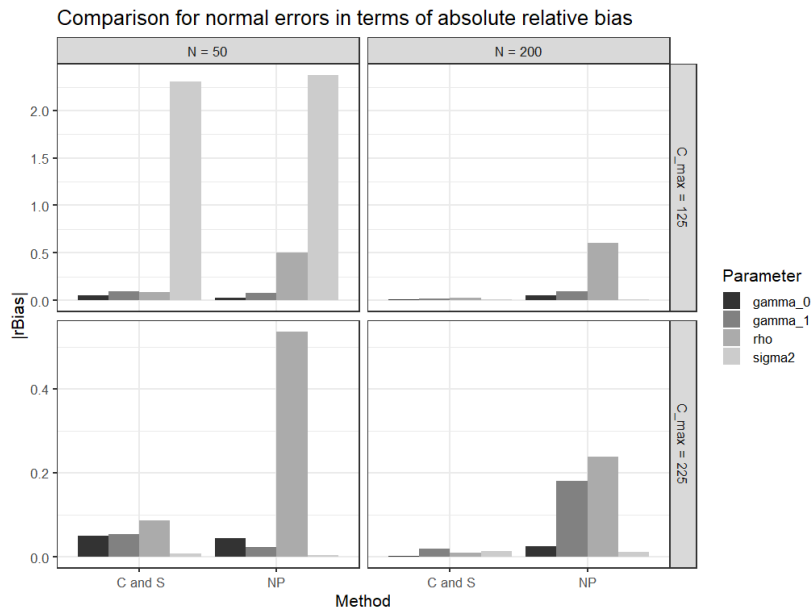 Comparison for normal errors in terms of absolute relative bias
N = 50
N = 200
2.0
1.5
1.0
0.5
0.0
C_max = 125
0.4
0.2
0.0
C_max = 225
|rBias|
C and S
NP
C and S
NP
Method
Parameter
gamma_0
gamma_1
rho
sigma2